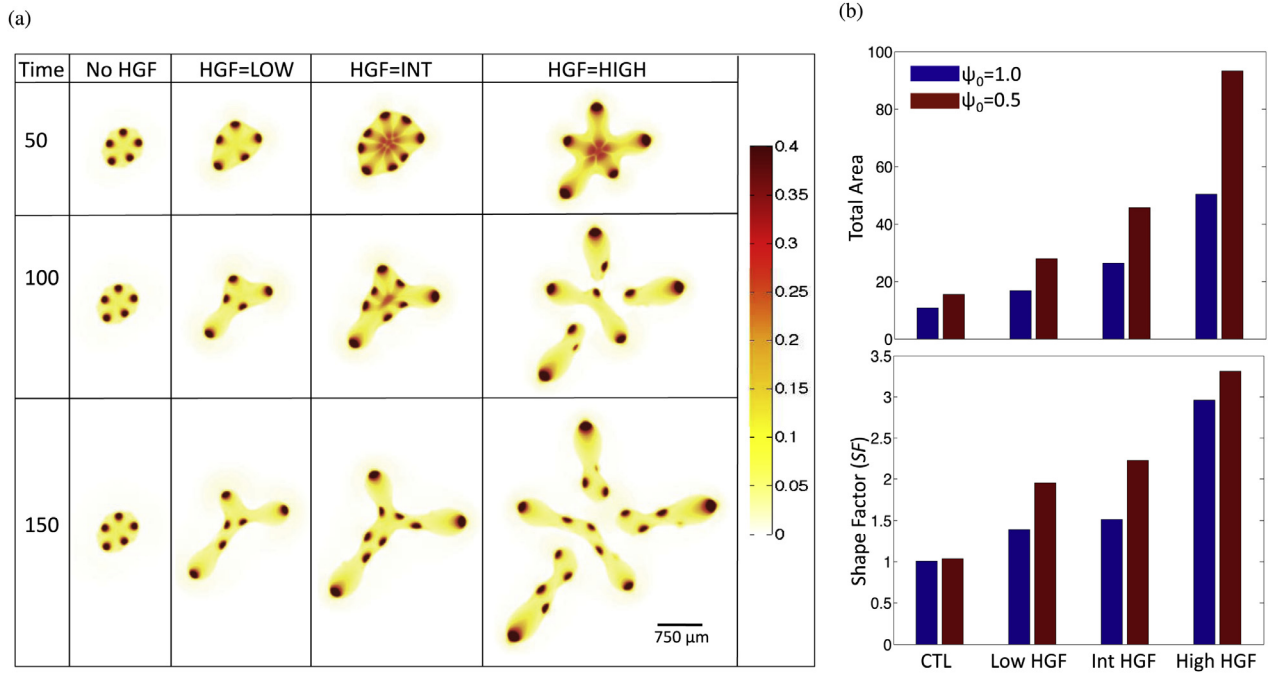 (a)
Time No HGF HGF=LOW HGF=INT HGF=HIGH
50
100
150
0.4
0.35
0.3
0.25
0.2
0.15
0.1
0.05
0
750 μm
(b)
Total Area
100
80
60
40
20
0
ψ₀=1.0
ψ₀=0.5
Shape Factor (SF)
3.5
3
2.5
2
1.5
1
0.5
0
CTL Low HGF Int HGF High HGF